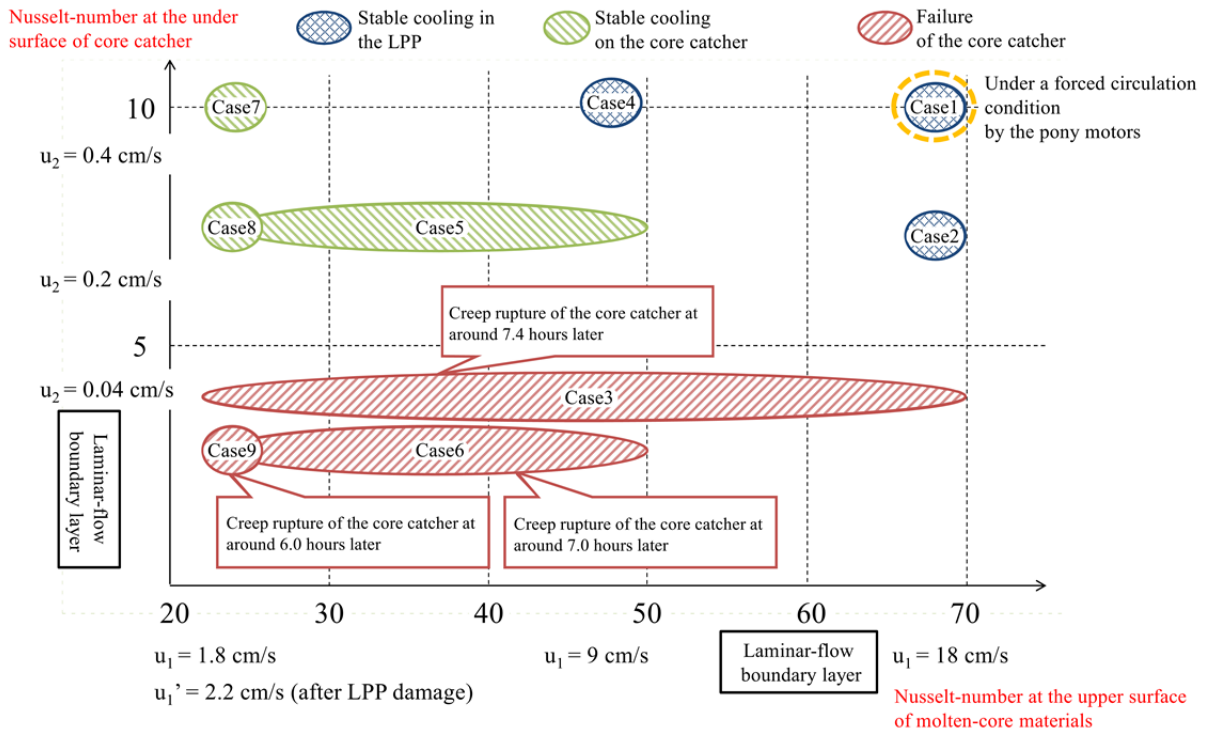 Nusselt-number at the under
surface of core catcher
Stable cooling in
the LPP
Stable cooling
on the core catcher
Failure
of the core catcher
10
Case7
Case4
Case1
Under a forced circulation
condition
by the pony motors
u₂ = 0.4 cm/s
Case8
Case5
Case2
u₂ = 0.2 cm/s
Creep rupture of the core catcher at
around 7.4 hours later
5
u₂ = 0.04 cm/s
Case3
Laminar-flow
boundary layer
Case9
Case6
Creep rupture of the core catcher at
around 6.0 hours later
Creep rupture of the core catcher at
around 7.0 hours later
20 30 40 50 60 70
u₁ = 1.8 cm/s
u₁ = 9 cm/s
Laminar-flow
boundary layer
u₁ = 18 cm/s
u₁’ = 2.2 cm/s (after LPP damage)
Nusselt-number at the upper surface
of molten-core materials